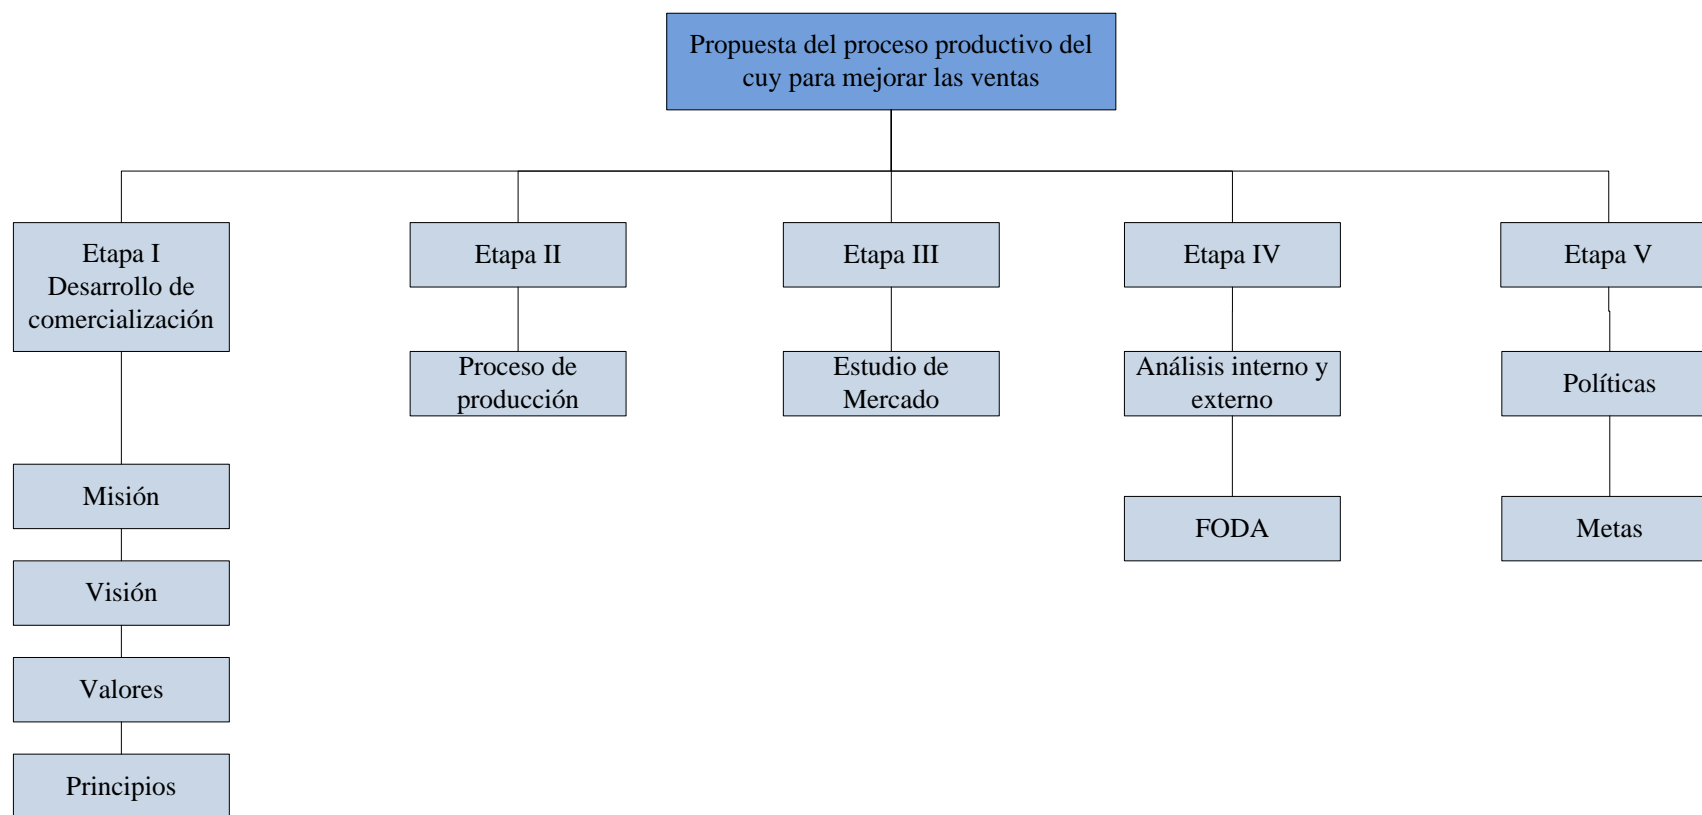 Propuesta del proceso productivo del
cuy para mejorar las ventas
Etapa I
Desarrollo de
comercialización
Etapa II
Etapa III
Etapa IV
Etapa V
Proceso de
producción
Estudio de
Mercado
Análisis interno y
externo
Políticas
Misión
FODA
Metas
Visión
Valores
Principios